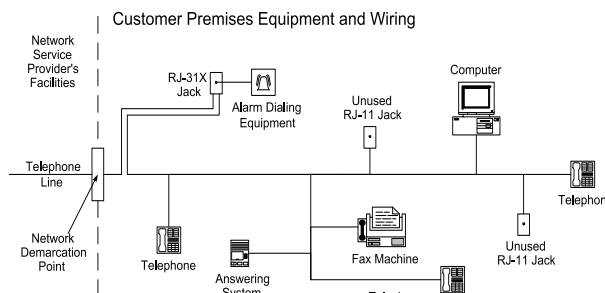 Customer Premises Equipment and Wiring
Network
Service
Provider's
Facilities
RJ-31X
Jack
Alarm Dialing
Equipment
Unused
RJ-11 Jack
Computer
Telephone
Line
Network
Demarcation
Point
Telephone
Answering
System
Fax Machine
Unused
RJ-11 Jack